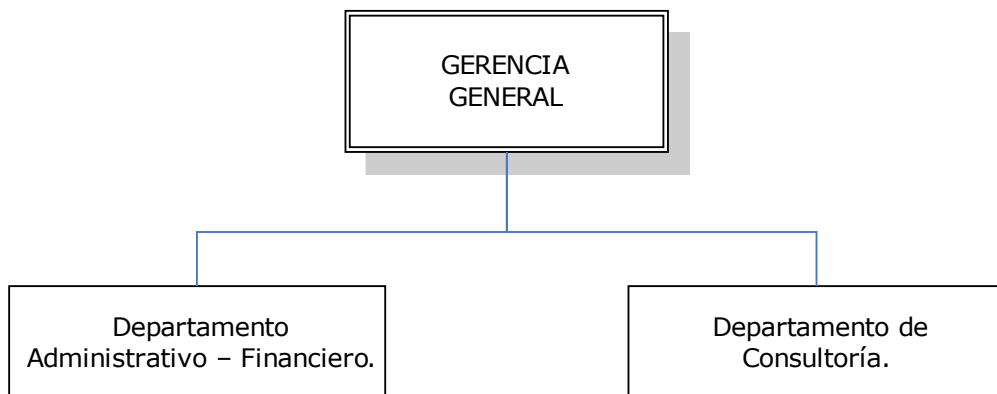 GERENCIA
GENERAL
Departamento
Administrativo – Financiero.
Departamento de
Consultoría.